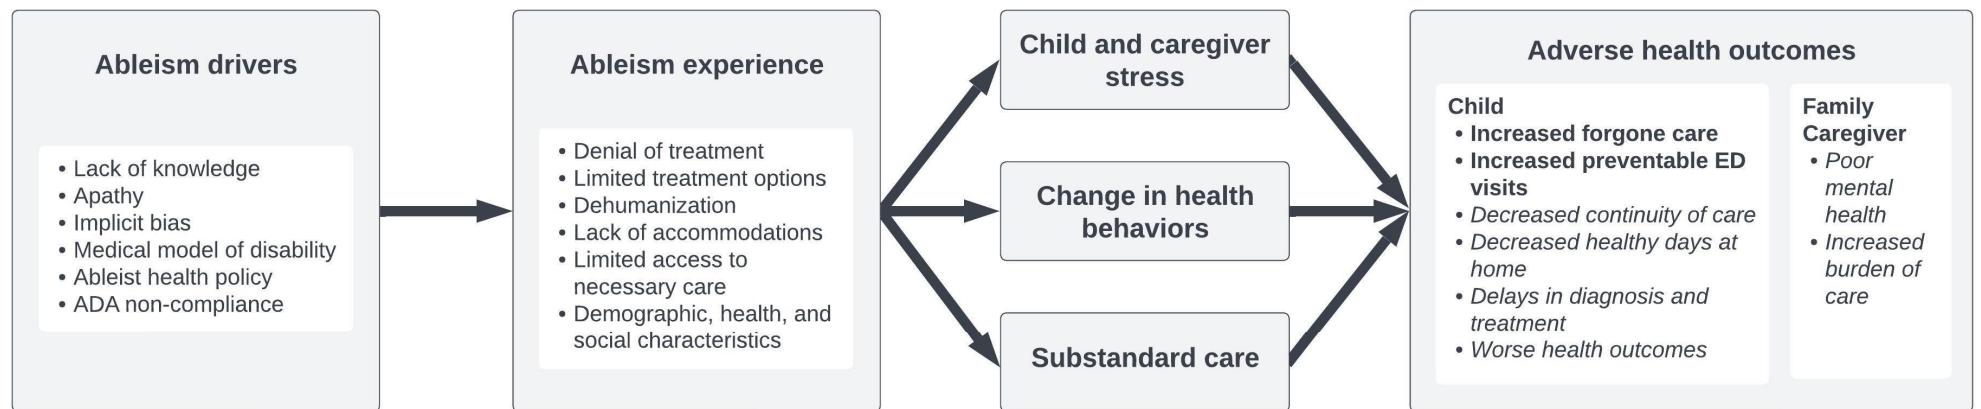 Ableism drivers
• Lack of knowledge
• Apathy
• Implicit bias
• Medical model of disability
• Ableist health policy
• ADA non-compliance
Ableism experience
• Denial of treatment
• Limited treatment options
• Dehumanization
• Lack of accommodations
• Limited access to
necessary care
• Demographic, health, and
social characteristics
Child and caregiver
stress
Change in health
behaviors
Substandard care
Adverse health outcomes
Child
• Increased forgone care
• Increased preventable ED
visits
• Decreased continuity of care
• Decreased healthy days at
home
• Delays in diagnosis and
treatment
• Worse health outcomes
Family
Caregiver
• Poor
mental
health
• Increased
burden of
care